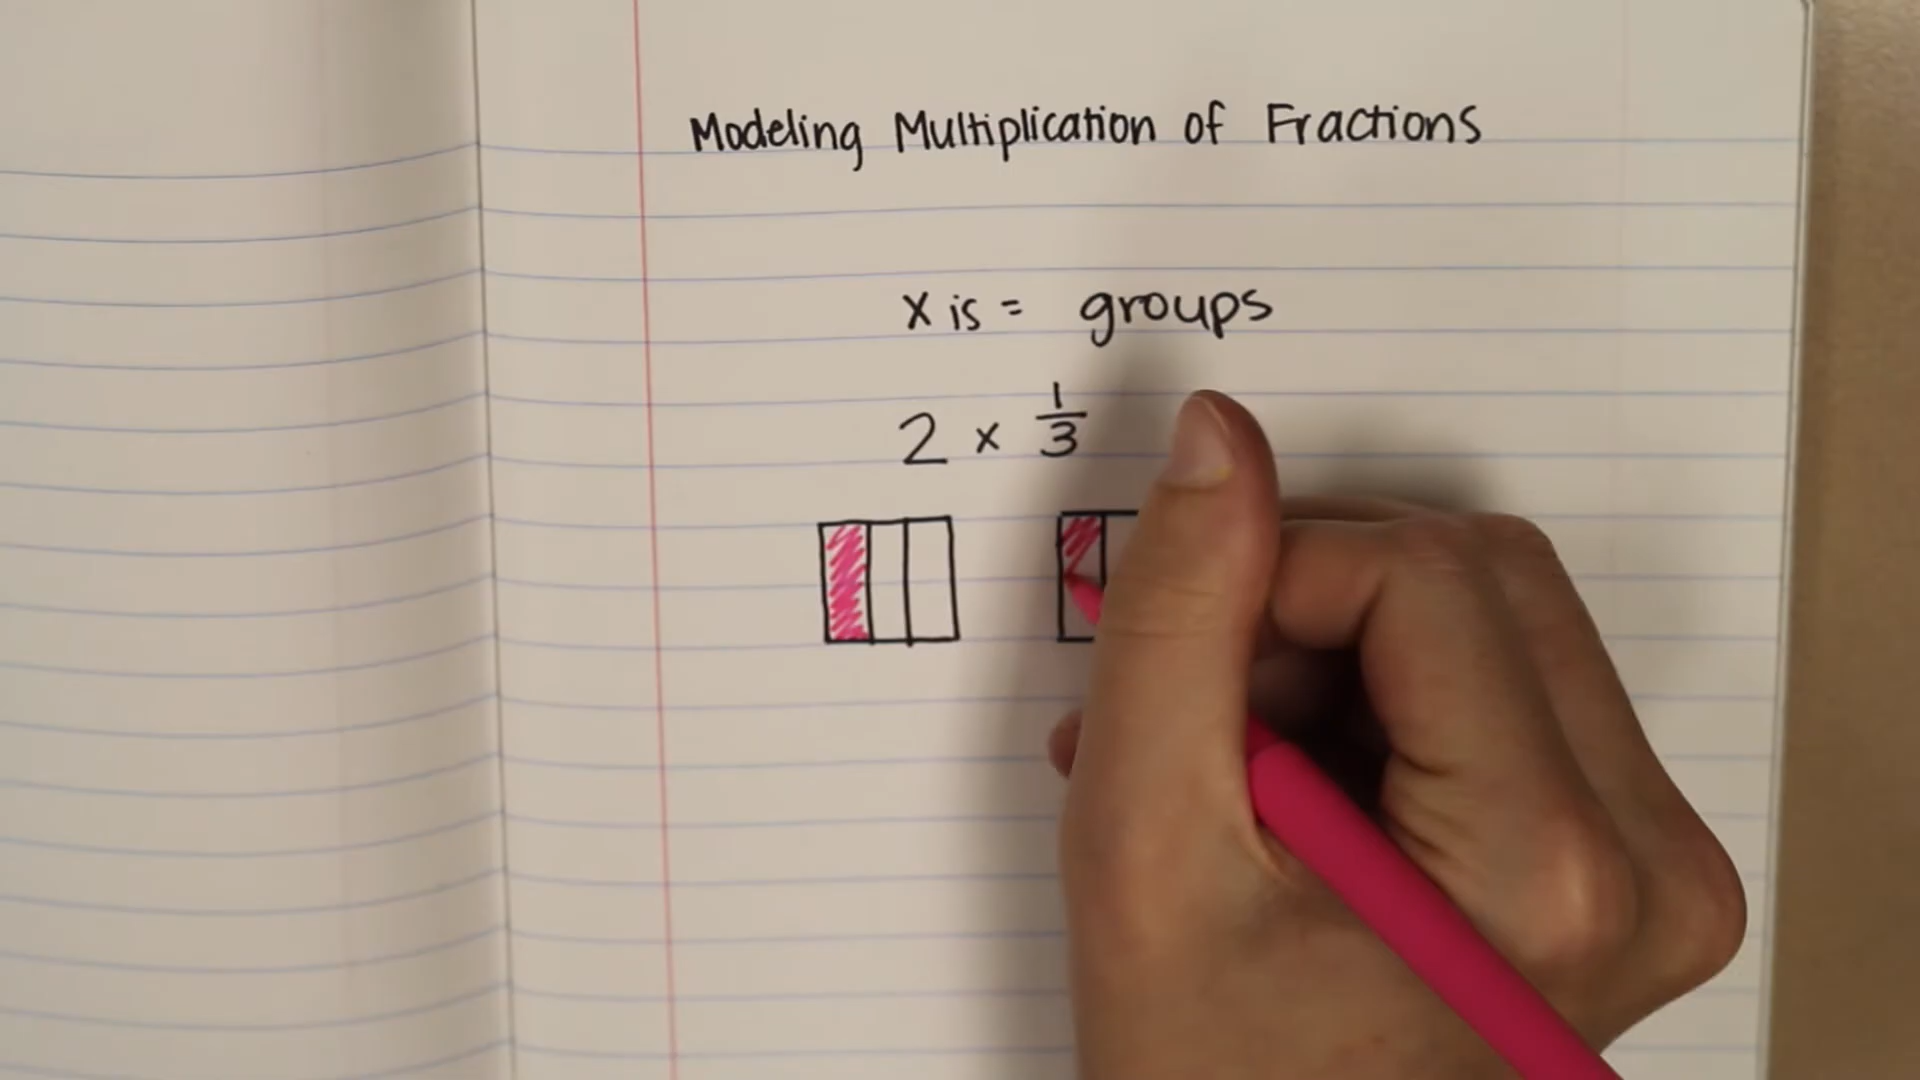 Modeling Multiplication of Fractions
x is = groups
2 x 1/3